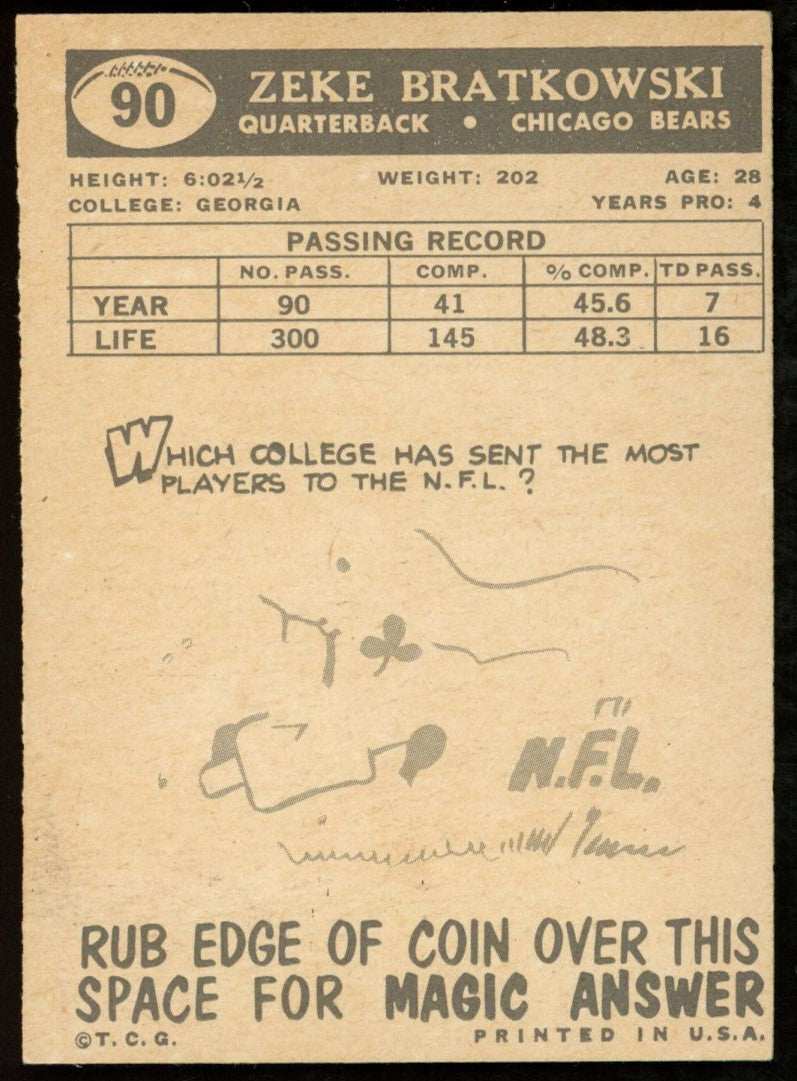 90
ZEKE BRATKOWSKI
QUARTERBACK • CHICAGO BEARS
HEIGHT: 6:02½ WEIGHT: 202 AGE: 28
COLLEGE: GEORGIA YEARS PRO: 4
PASSING RECORD
NO. PASS. COMP. % COMP. TD PASS.
YEAR 90 41 45.6 7
LIFE 300 145 48.3 16
WHICH COLLEGE HAS SENT THE MOST
PLAYERS TO THE N.F.L. ?
N.F.L.
RUB EDGE OF COIN OVER THIS
SPACE FOR MAGIC ANSWER
©T. C. G. PRINTED IN U.S.A.